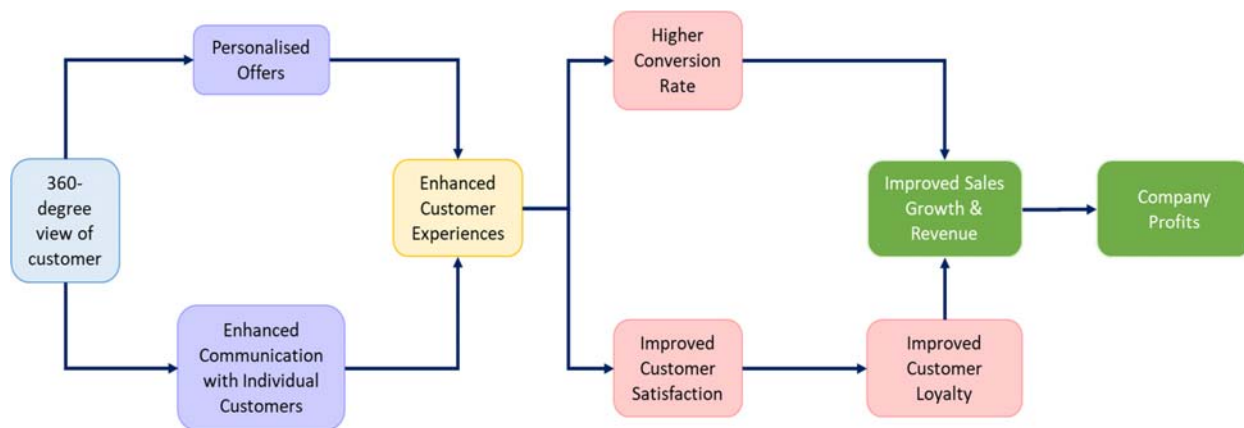 Personalised
Offers
Higher
Conversion
Rate
360-
degree
view of
customer
Enhanced
Customer
Experiences
Improved Sales
Growth &
Revenue
Company
Profits
Enhanced
Communication
with Individual
Customers
Improved
Customer
Satisfaction
Improved
Customer
Loyalty